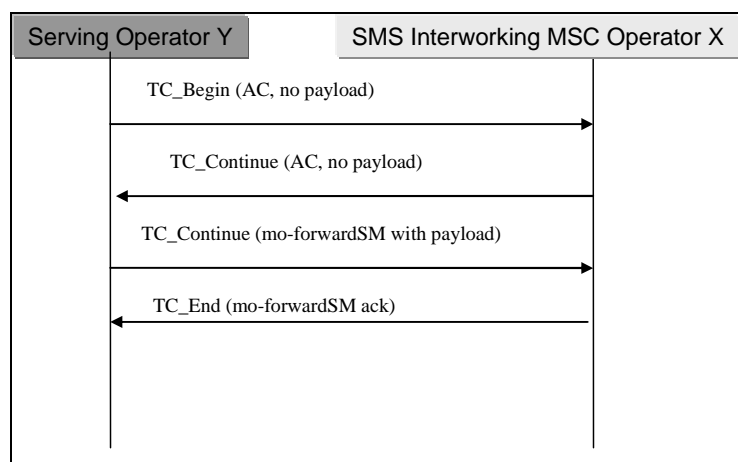 Serving Operator Y
SMS Interworking MSC Operator X
TC_Begin (AC, no payload)
TC_Continue (AC, no payload)
TC_Continue (mo-forwardSM with payload)
TC_End (mo-forwardSM ack)